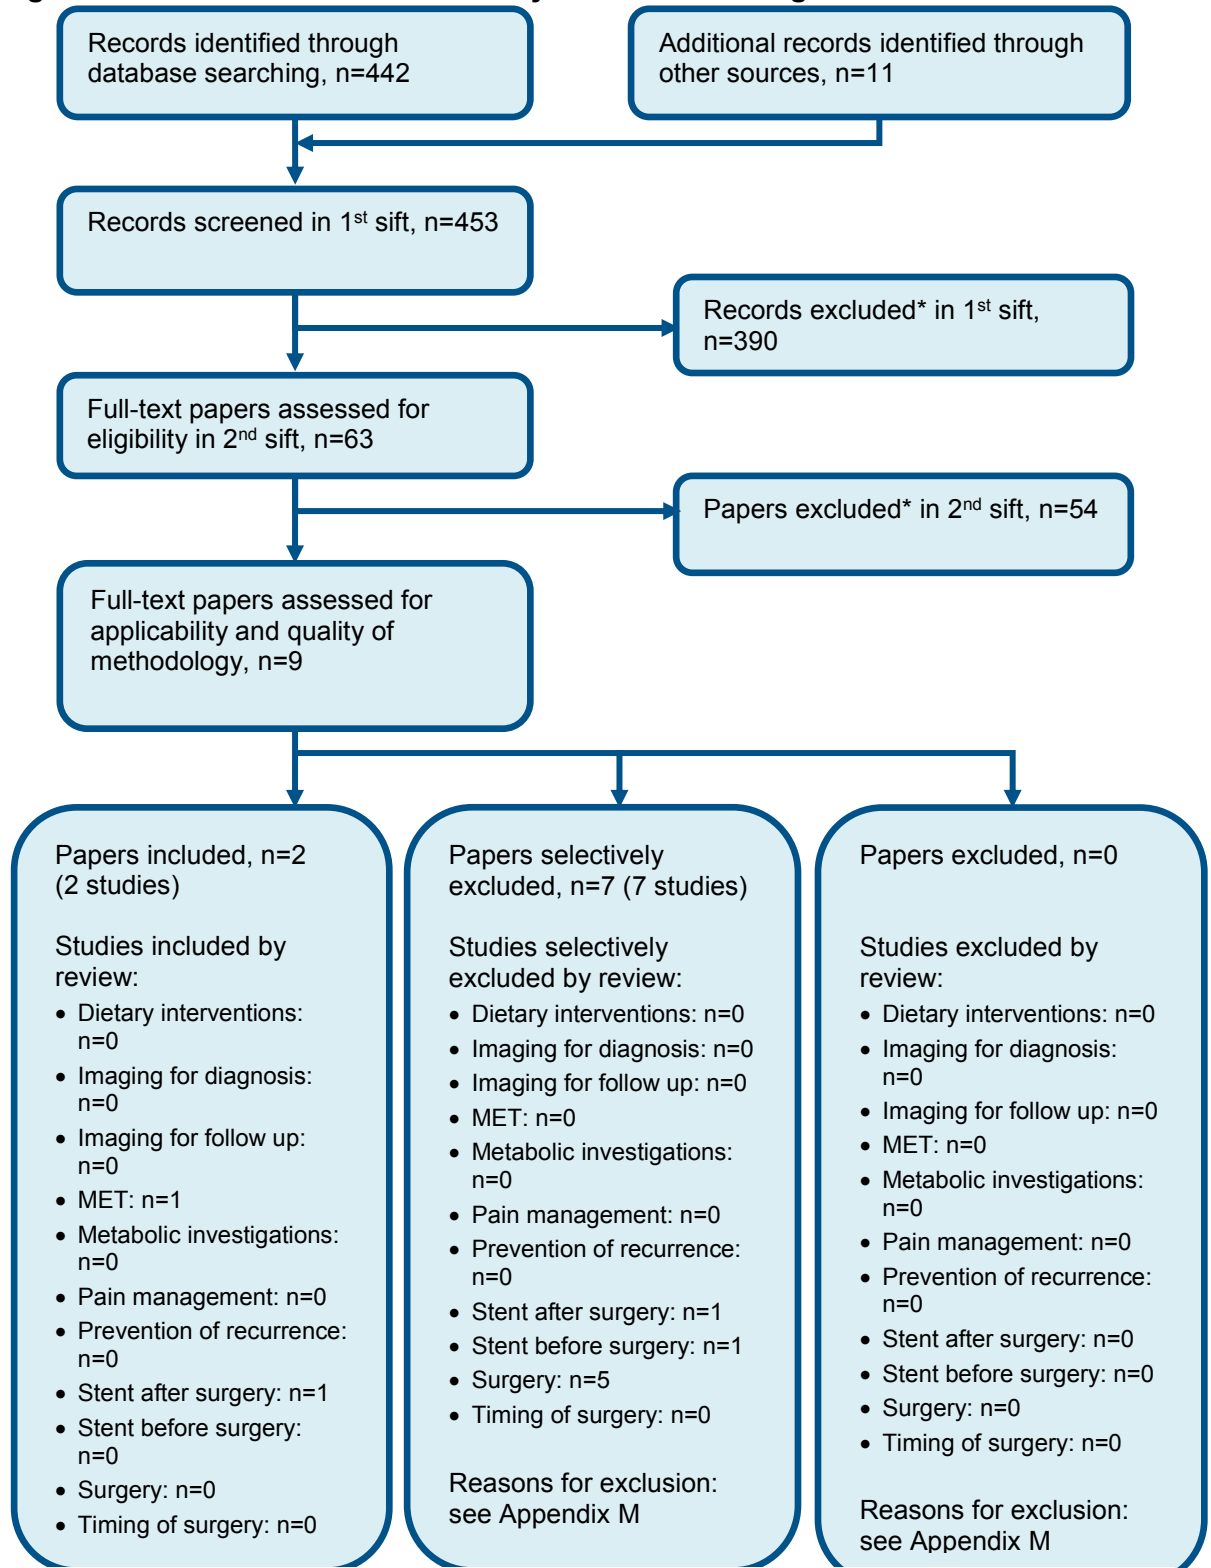 Records identified through
database searching, n=442
Additional records identified through
other sources, n=11
Records screened in 1st sift, n=453
Records excluded* in 1st sift,
n=390
Full-text papers assessed for
eligibility in 2nd sift, n=63
Papers excluded* in 2nd sift, n=54
Full-text papers assessed for
applicability and quality of
methodology, n=9
Papers included, n=2
(2 studies)
Studies included by
review:
• Dietary interventions:
n=0
• Imaging for diagnosis:
n=0
• Imaging for follow up:
n=0
• MET: n=1
• Metabolic investigations:
n=0
• Pain management: n=0
• Prevention of recurrence:
n=0
• Stent after surgery: n=1
• Stent before surgery:
n=0
• Surgery: n=0
• Timing of surgery: n=0
Papers selectively
excluded, n=7 (7 studies)
Studies selectively
excluded by review:
• Dietary interventions: n=0
• Imaging for diagnosis: n=0
• Imaging for follow up: n=0
• MET: n=0
• Metabolic investigations:
n=0
• Pain management: n=0
• Prevention of recurrence:
n=0
• Stent after surgery: n=1
• Stent before surgery: n=1
• Surgery: n=5
• Timing of surgery: n=0
Reasons for exclusion:
see Appendix M
Papers excluded, n=0
Studies excluded by
review:
• Dietary interventions: n=0
• Imaging for diagnosis:
n=0
• Imaging for follow up: n=0
• MET: n=0
• Metabolic investigations:
n=0
• Pain management: n=0
• Prevention of recurrence:
n=0
• Stent after surgery: n=0
• Stent before surgery: n=0
• Surgery: n=0
• Timing of surgery: n=0
Reasons for exclusion:
see Appendix M